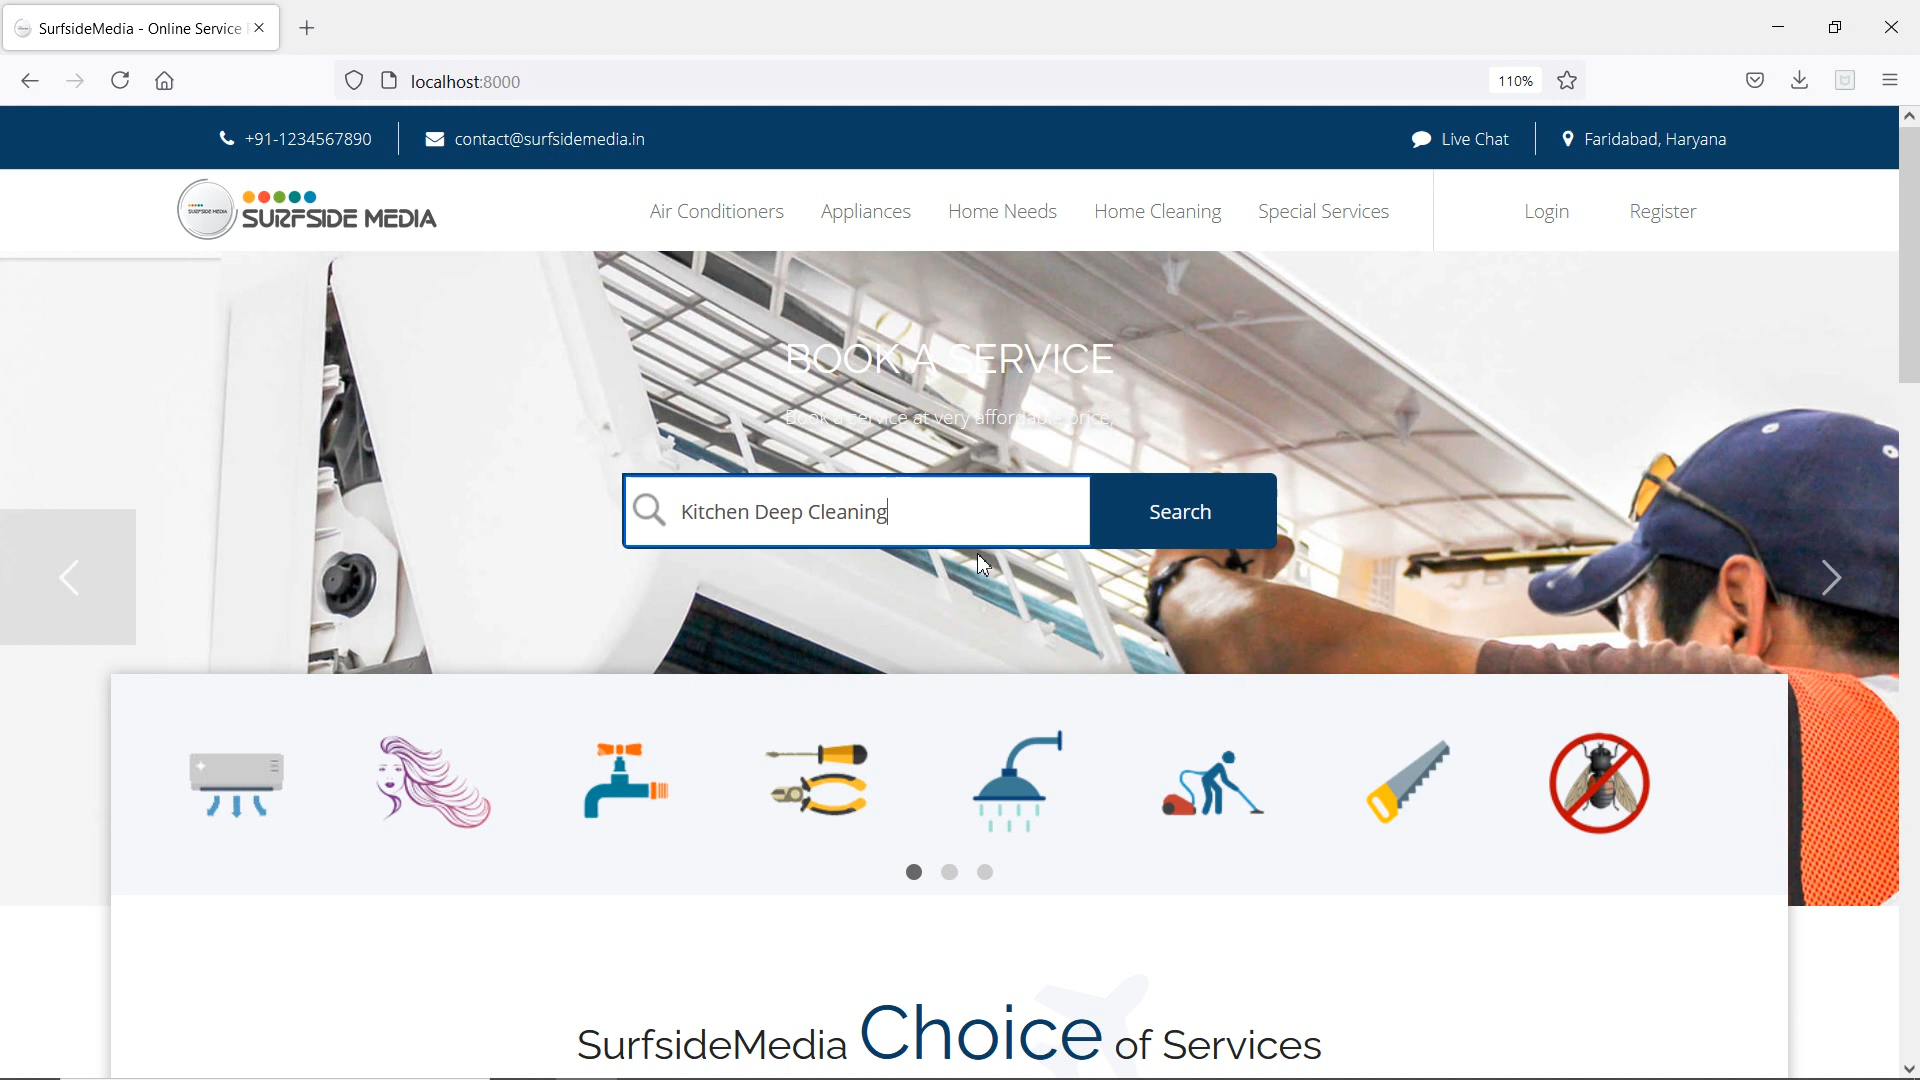 SurfsideMedia - Online Service
localhost:8000
110%
+91-1234567890
contact@surfsidemedia.in
Live Chat
Faridabad, Haryana
SURFSIDE MEDIA
SURFSIDE MEDIA
Air Conditioners
Appliances
Home Needs
Home Cleaning
Special Services
Login
Register
BOOK A SERVICE
Book a service at very affordable price,
Kitchen Deep Cleaning
Search
SurfsideMedia Choice of Services